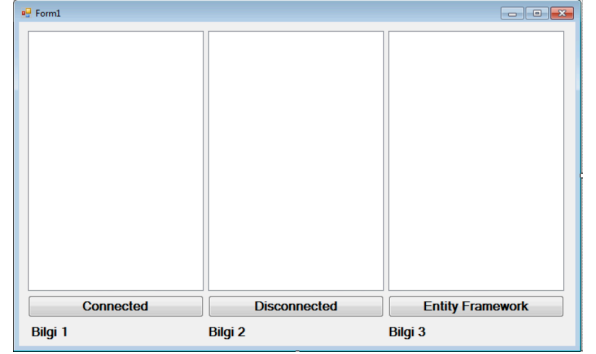 Form1
Connected
Disconnected
Entity Framework
Bilgi 1
Bilgi 2
Bilgi 3